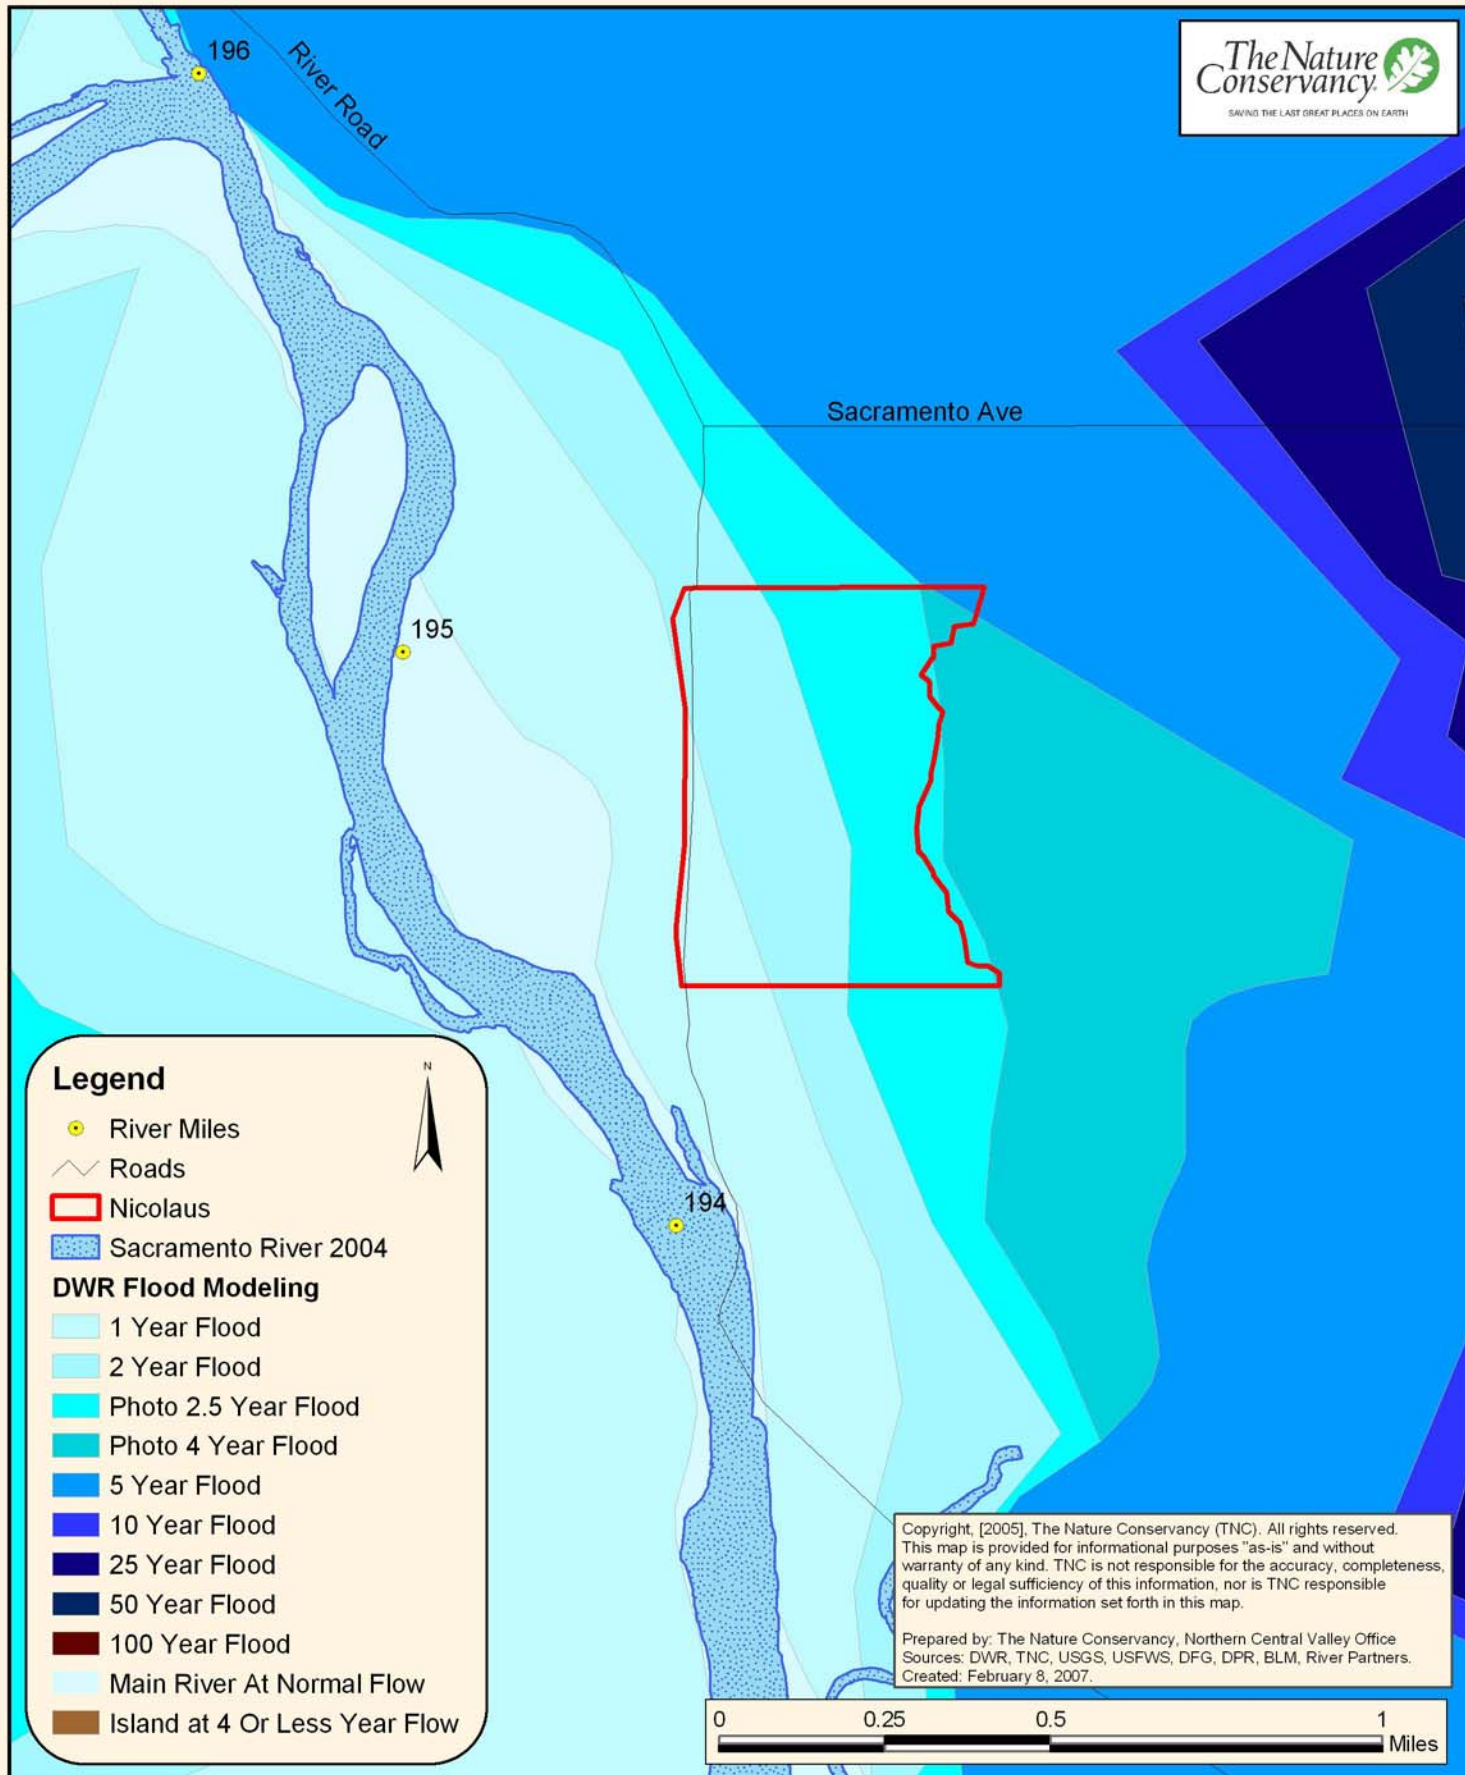 196
River Road
The Nature
Conservancy
SAVING THE LAST GREAT PLACES ON EARTH
Sacramento Ave
195
194
Legend
N
River Miles
Roads
Nicolaus
Sacramento River 2004
DWR Flood Modeling
1 Year Flood
2 Year Flood
Photo 2.5 Year Flood
Photo 4 Year Flood
5 Year Flood
10 Year Flood
25 Year Flood
50 Year Flood
100 Year Flood
Main River At Normal Flow
Island at 4 Or Less Year Flow
Copyright, [2005], The Nature Conservancy (TNC). All rights reserved.
This map is provided for informational purposes "as-is" and without
warranty of any kind. TNC is not responsible for the accuracy, completeness,
quality or legal sufficiency of this information, nor is TNC responsible
for updating the information set forth in this map.
Prepared by: The Nature Conservancy, Northern Central Valley Office
Sources: DWR, TNC, USGS, USFWS, DFG, DPR, BLM, River Partners.
Created: February 8, 2007.
0 0.25 0.5 1
Miles